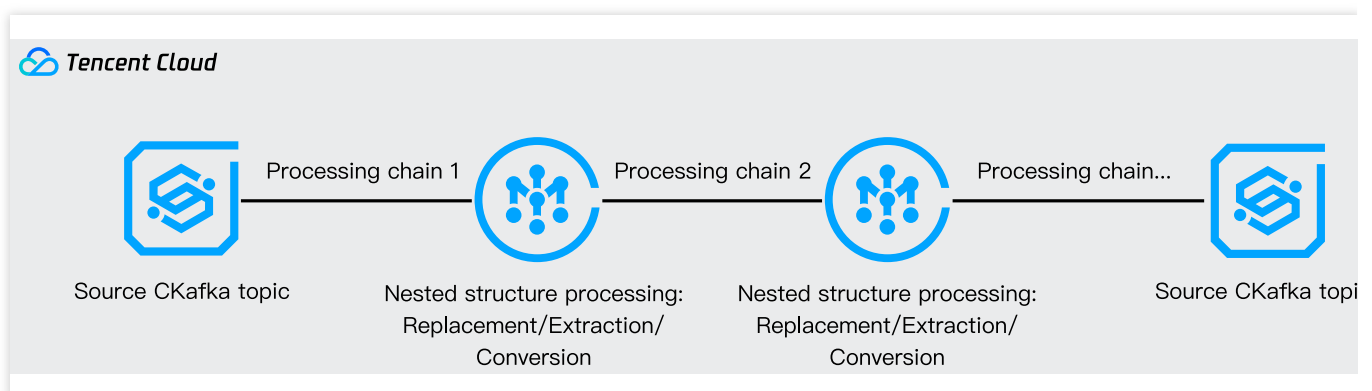 Tencent Cloud
Processing chain 1
Processing chain 2
Processing chain...
Source CKafka topic
Nested structure processing:
Replacement/Extraction/
Conversion
Nested structure processing:
Replacement/Extraction/
Conversion
Source CKafka topi